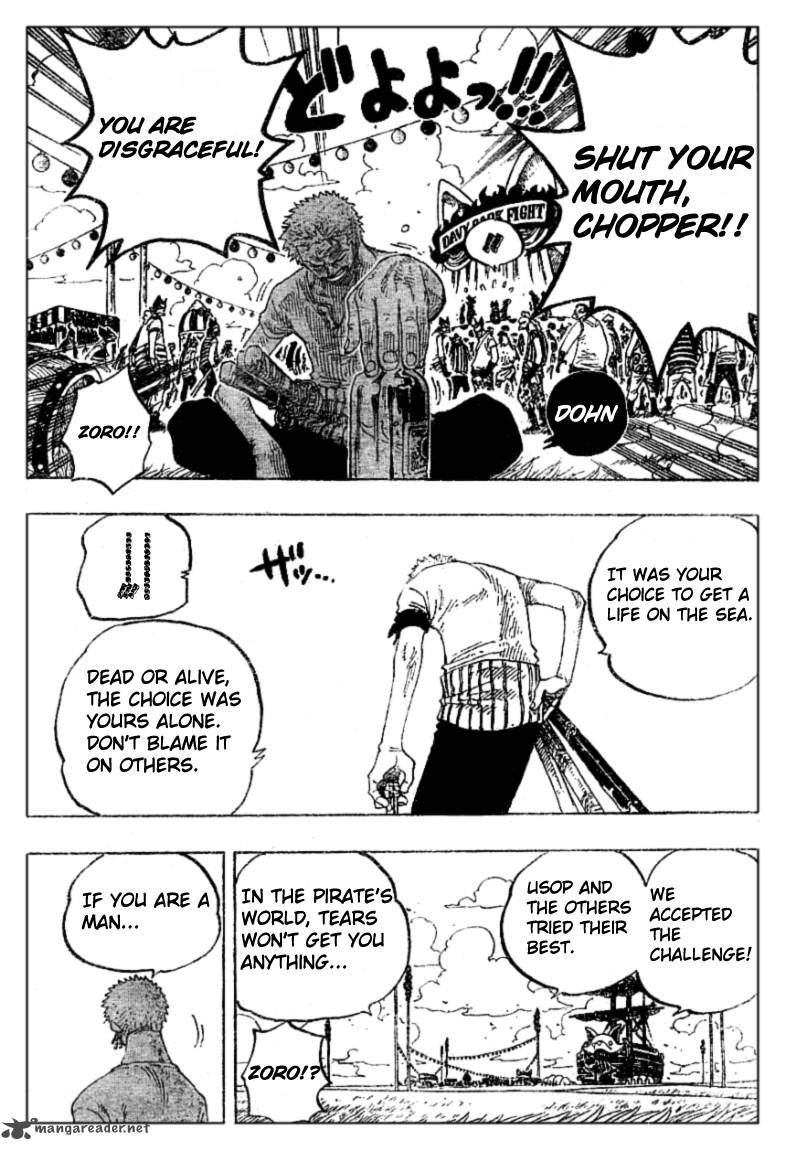 SHUT YOUR
MOUTH,
CHOPPER!!
どよよっ!!!
YOU ARE
DISGRACEFUL!
DAVY BACK FIGHT
!!
DOHN
ZORO!!
IT WAS YOUR
CHOICE TO GET A
LIFE ON THE SEA.
ザッ...
!!
DEAD OR ALIVE,
THE CHOICE WAS
YOURS ALONE.
DON'T BLAME IT
ON OTHERS.
WE
ACCEPTED
THE
CHALLENGE!
USOP AND
THE OTHERS
TRIED THEIR
BEST.
IN THE PIRATE'S
WORLD, TEARS
WON'T GET YOU
ANYTHING...
ZORO!?
IF YOU ARE A
MAN...
mangareader.net